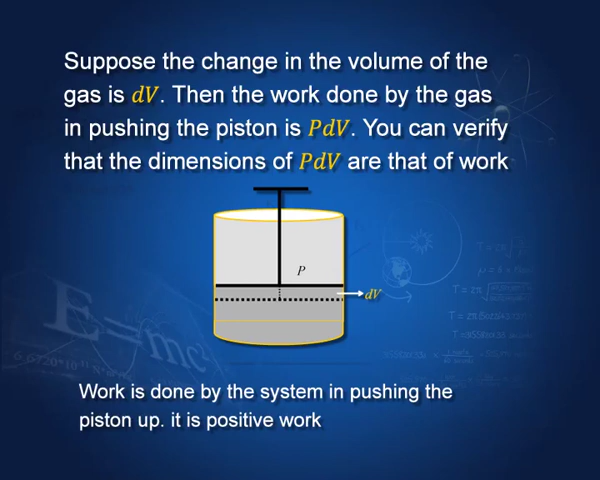 Suppose the change in the volume of the
gas is dV. Then the work done by the gas
in pushing the piston is PdV. You can verify
that the dimensions of PdV are that of work
P
dV
E=mc²
Work is done by the system in pushing the
piston up. it is positive work